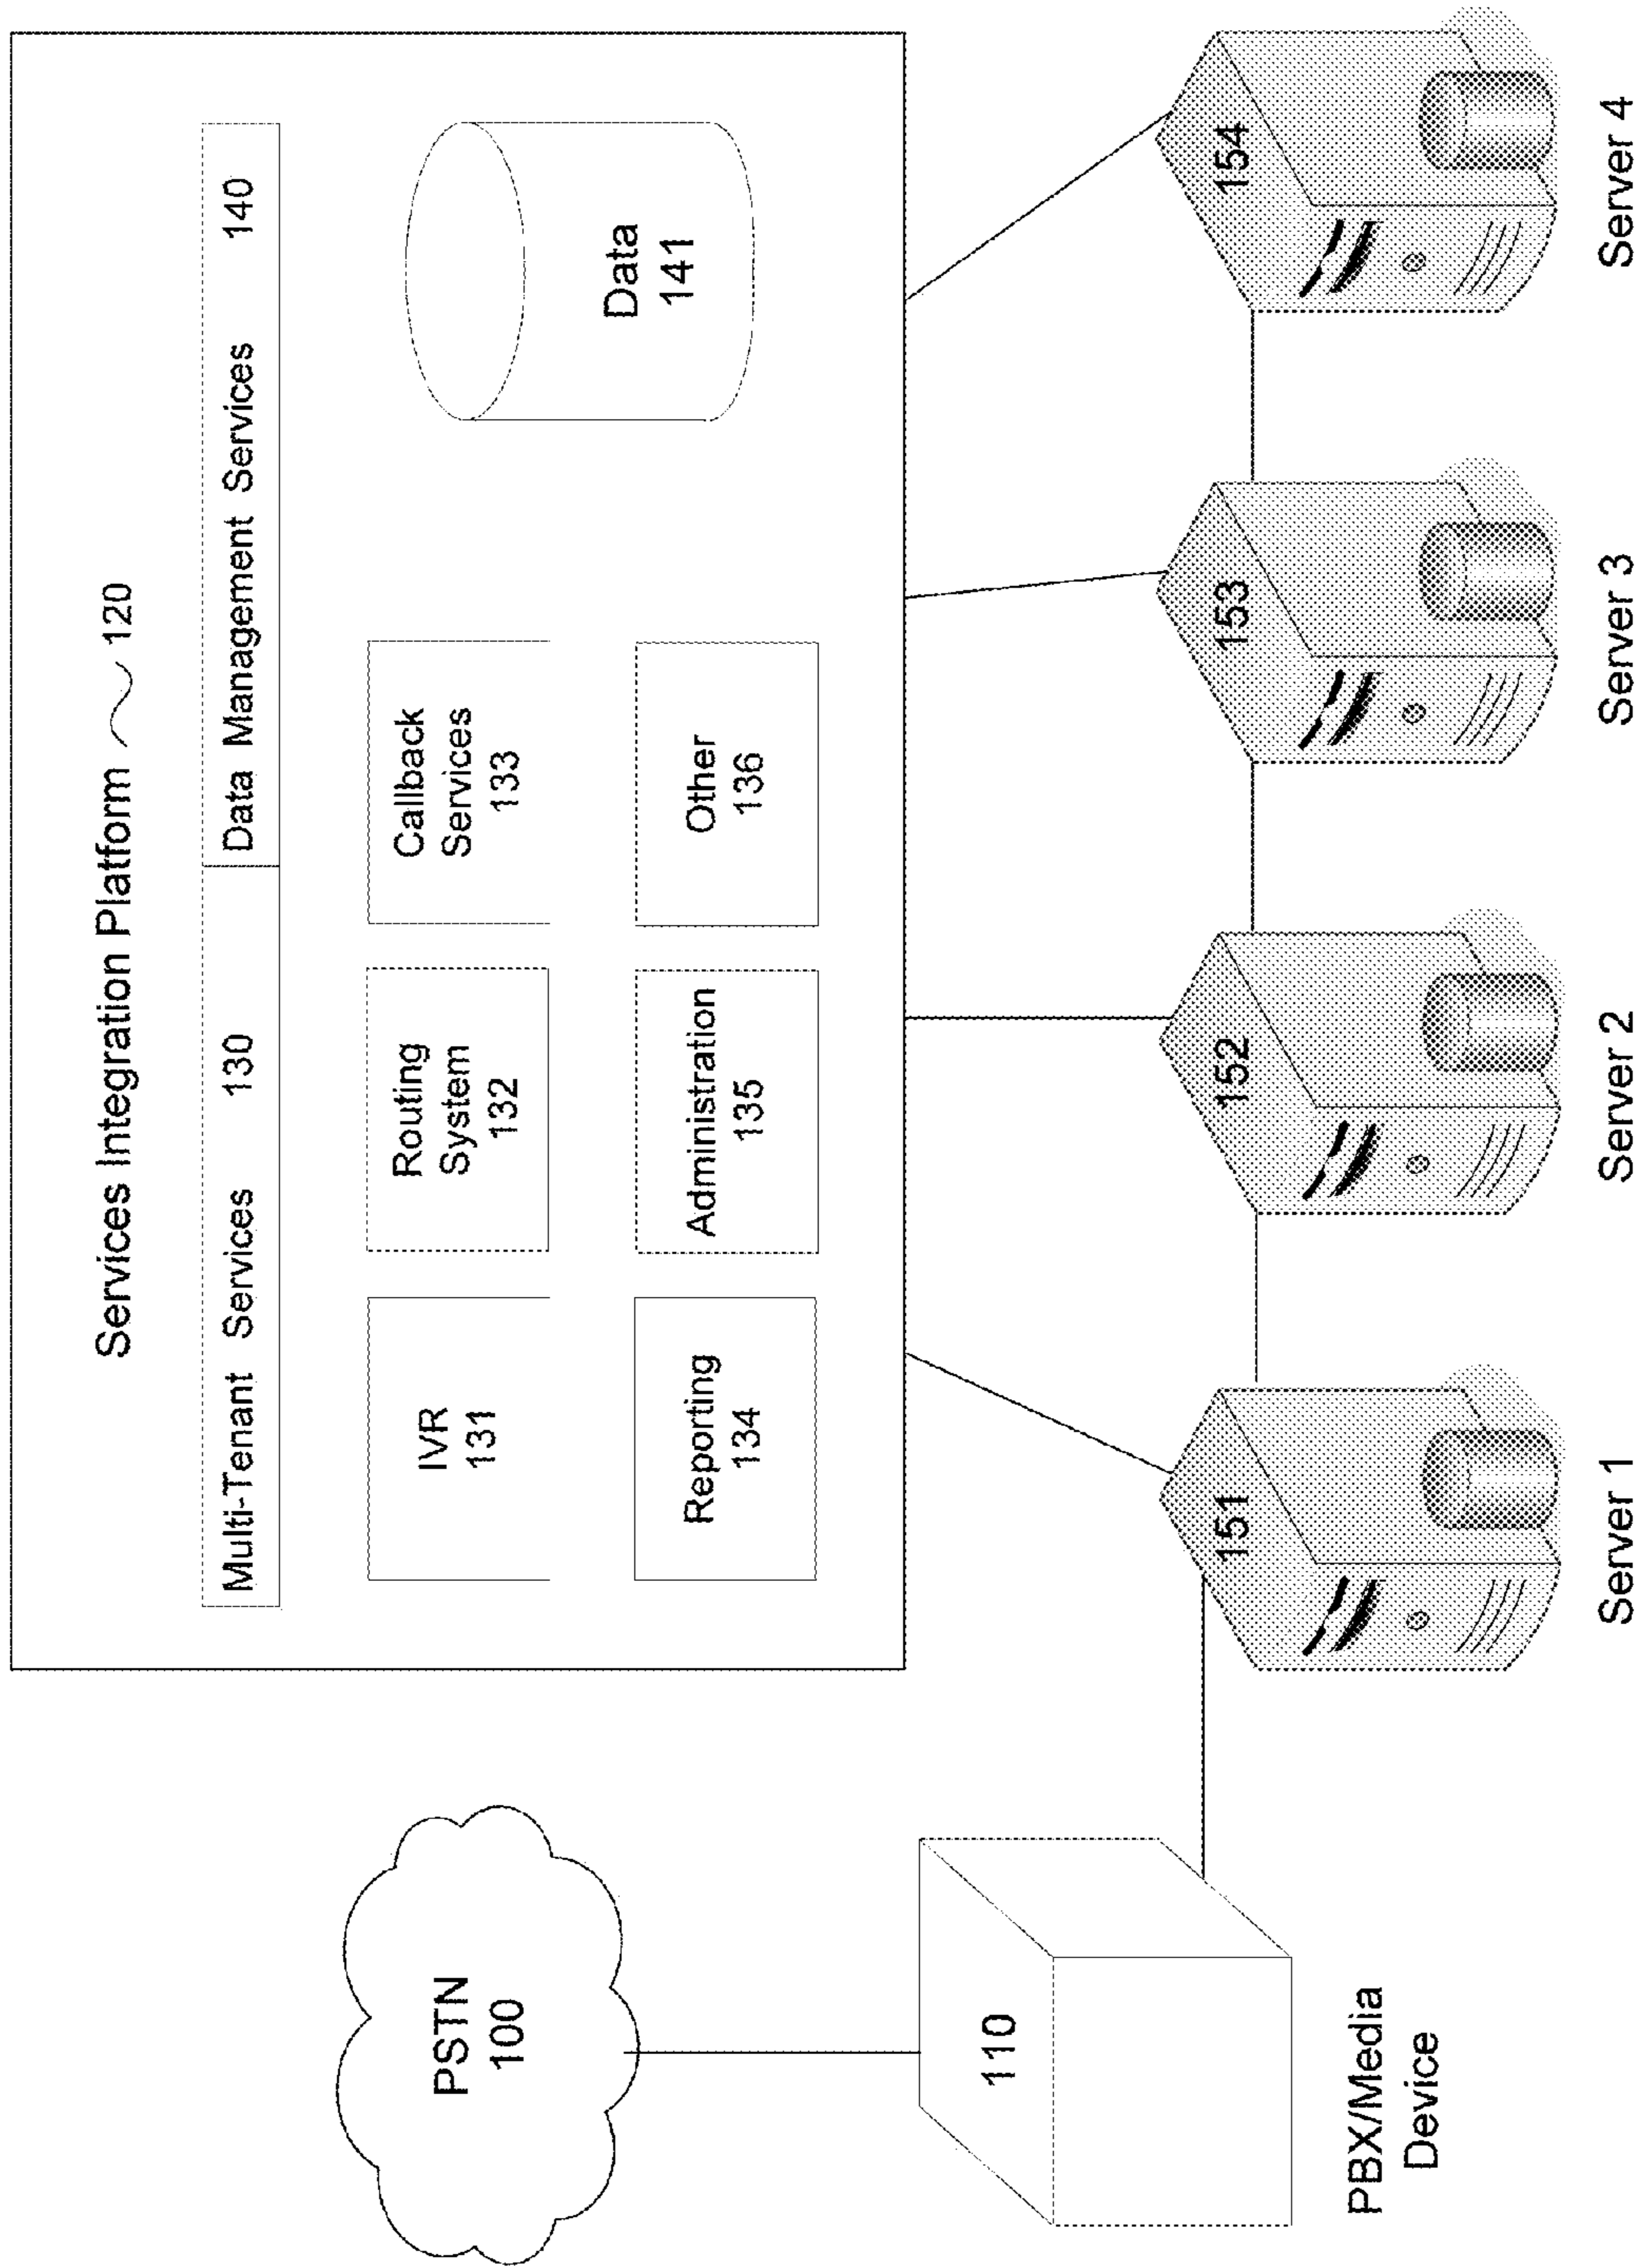 Services Integration Platform 120
Multi-Tenant Services 130
Data Management Services 140
IVR
131
Routing
System
132
Callback
Services
133
Reporting
134
Administration
135
Other
136
Data
141
PSTN
100
110
PBX/Media
Device
151
152
153
154
Server 1
Server 2
Server 3
Server 4